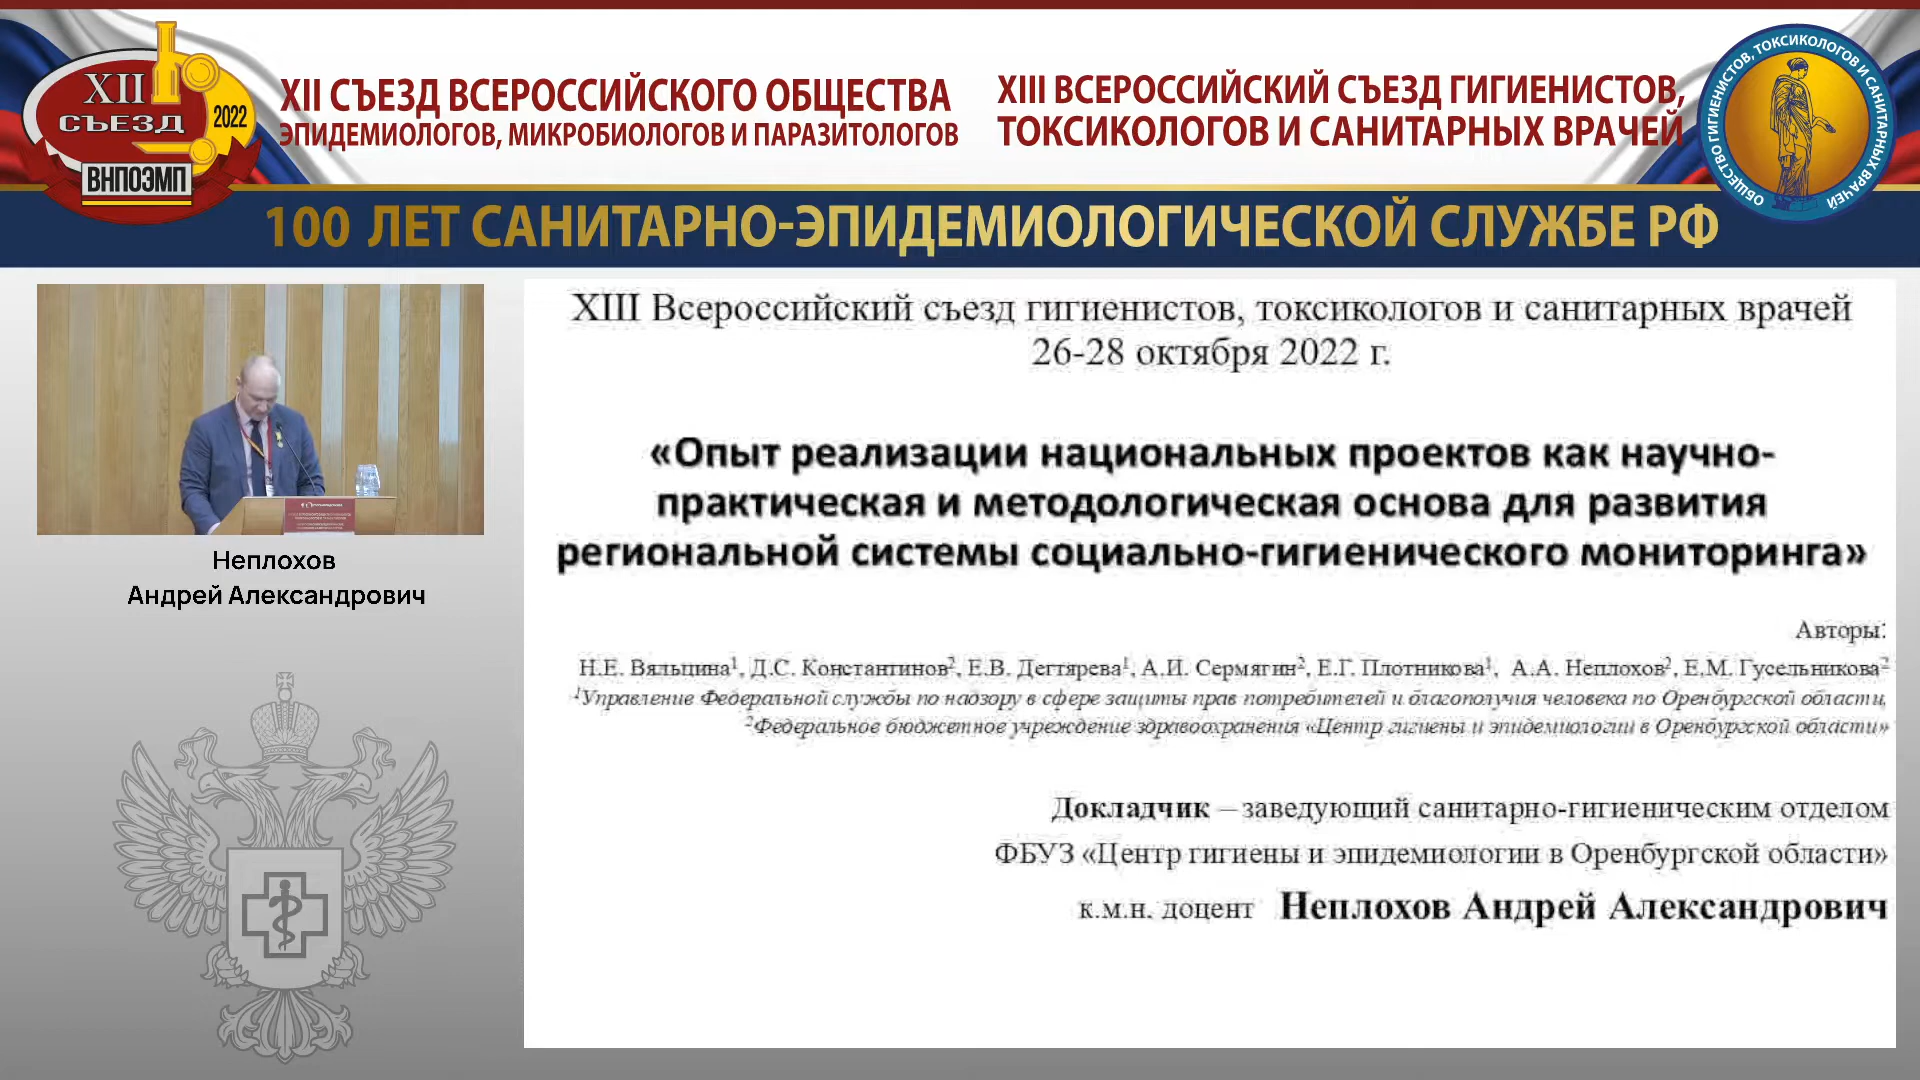 XII
СЪЕЗД
2022
ВНПОЭМП
XII СЪЕЗД ВСЕРОССИЙСКОГО ОБЩЕСТВА
ЭПИДЕМИОЛОГОВ, МИКРОБИОЛОГОВ И ПАРАЗИТОЛОГОВ
XIII ВСЕРОССИЙСКИЙ СЪЕЗД ГИГИЕНИСТОВ,
ТОКСИКОЛОГОВ И САНИТАРНЫХ ВРАЧЕЙ
ОБЩЕСТВО ГИГИЕНИСТОВ, ТОКСИКОЛОГОВ И САНИТАРНЫХ ВРАЧЕЙ
100 ЛЕТ САНИТАРНО-ЭПИДЕМИОЛОГИЧЕСКОЙ СЛУЖБЕ РФ
Неплохов
Андрей Александрович
XIII Всероссийский съезд гигиенистов, токсикологов и санитарных врачей
26-28 октября 2022 г.
«Опыт реализации национальных проектов как научно-
практическая и методологическая основа для развития
региональной системы социально-гигиенического мониторинга»
Авторы:
Н.Е. Вяльцина¹, Д.С. Константинов², Е.В. Дегтярева¹, А.И. Сермягин², Е.Г. Плотникова¹, А.А. Неплохов², Е.М. Гусельникова²
¹Управление Федеральной службы по надзору в сфере защиты прав потребителей и благополучия человека по Оренбургской области,
²Федеральное бюджетное учреждение здравоохранения «Центр гигиены и эпидемиологии в Оренбургской области»
Докладчик – заведующий санитарно-гигиеническим отделом
ФБУЗ «Центр гигиены и эпидемиологии в Оренбургской области»
к.м.н. доцент Неплохов Андрей Александрович